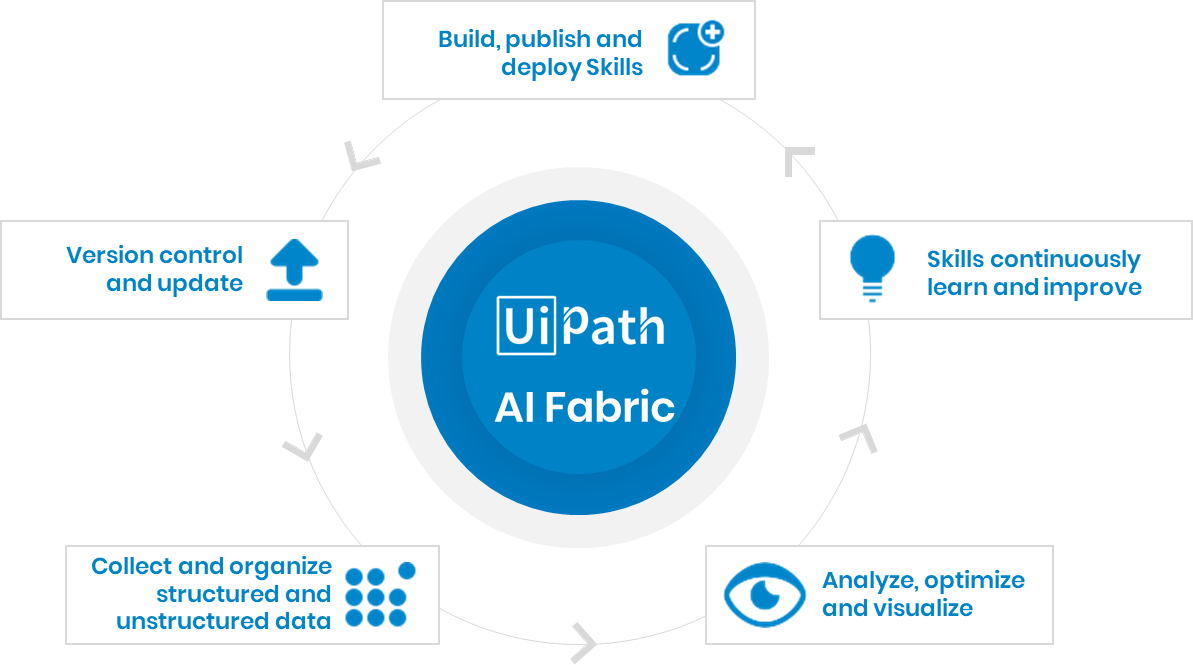 Build, publish and
deploy Skills
Version control
and update
Skills continuously
learn and improve
UiPath
AI Fabric
Collect and organize
structured and
unstructured data
Analyze, optimize
and visualize